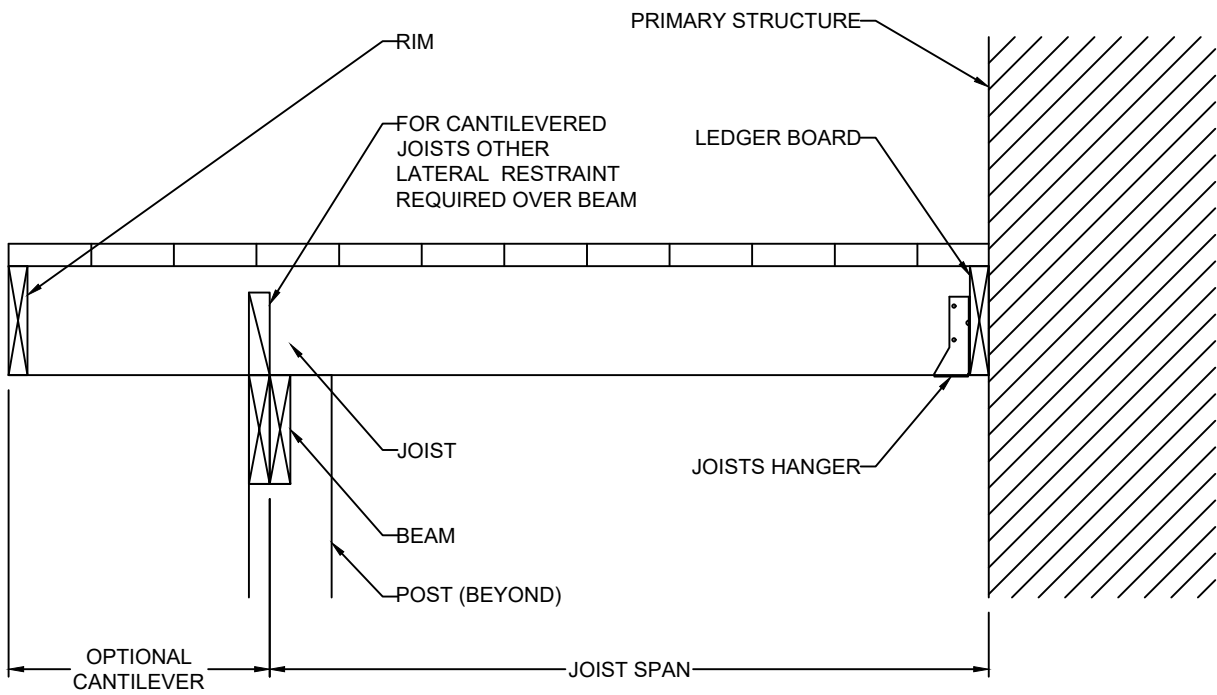 PRIMARY STRUCTURE
RIM
FOR CANTILEVERED
JOISTS OTHER
LATERAL RESTRAINT
REQUIRED OVER BEAM
LEDGER BOARD
JOIST
JOISTS HANGER
BEAM
POST (BEYOND)
OPTIONAL
CANTILEVER
JOIST SPAN